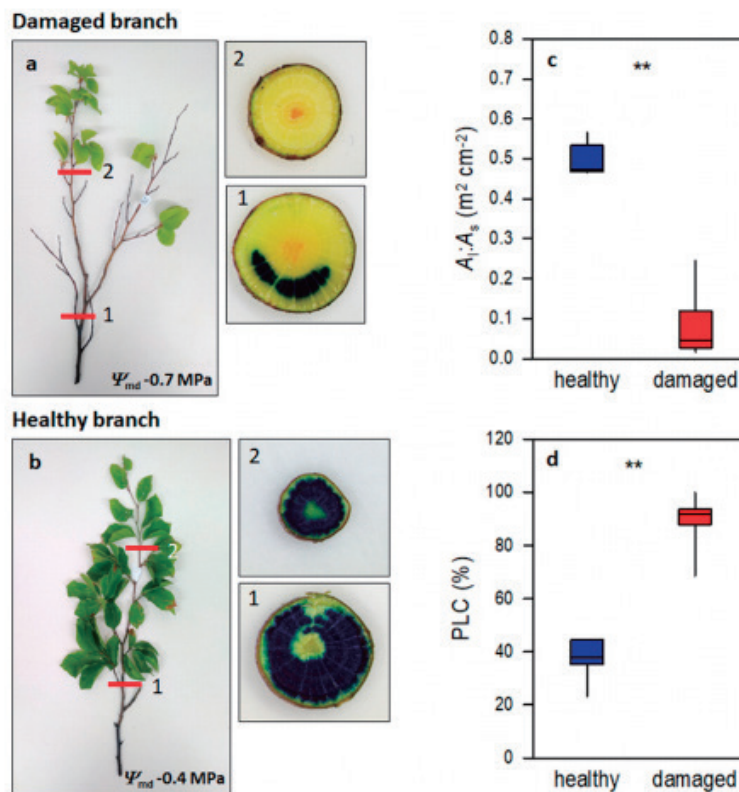 Damaged branch
a
2
1
Ψmd -0.7 MPa
2
1
c
**
Al:As (m² cm⁻²)
0.8
0.7
0.6
0.5
0.4
0.3
0.2
0.1
0.0
healthy damaged
Healthy branch
b
2
1
Ψmd -0.4 MPa
2
1
d
**
PLC (%)
120
100
80
60
40
20
0
healthy damaged